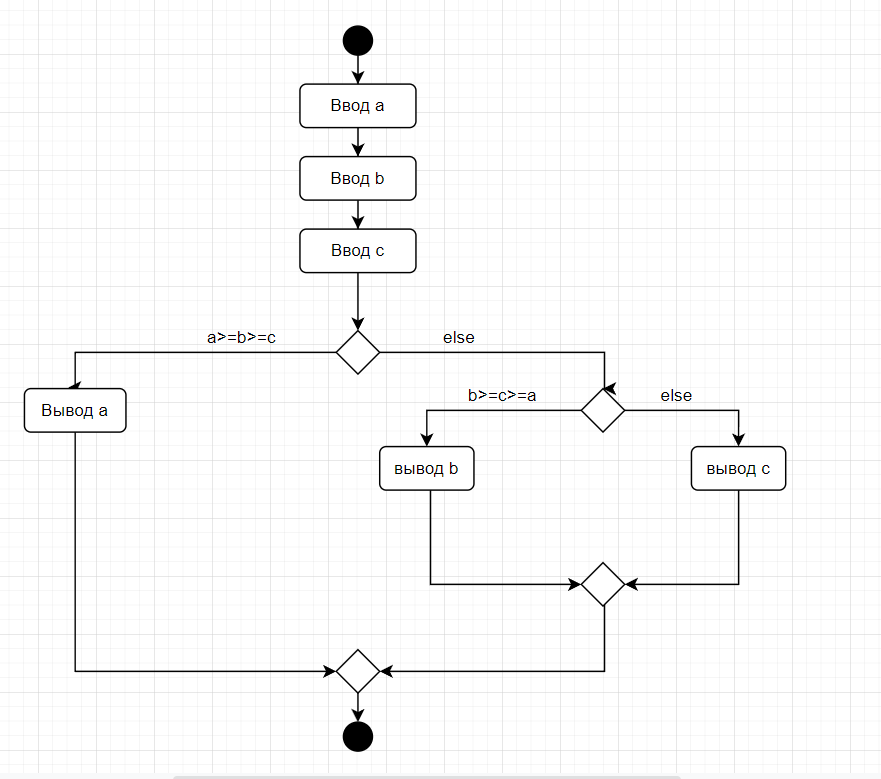 Ввод a
Ввод b
Ввод c
a>=b>=c
else
b>=c>=a
else
Вывод a
вывод b
вывод c